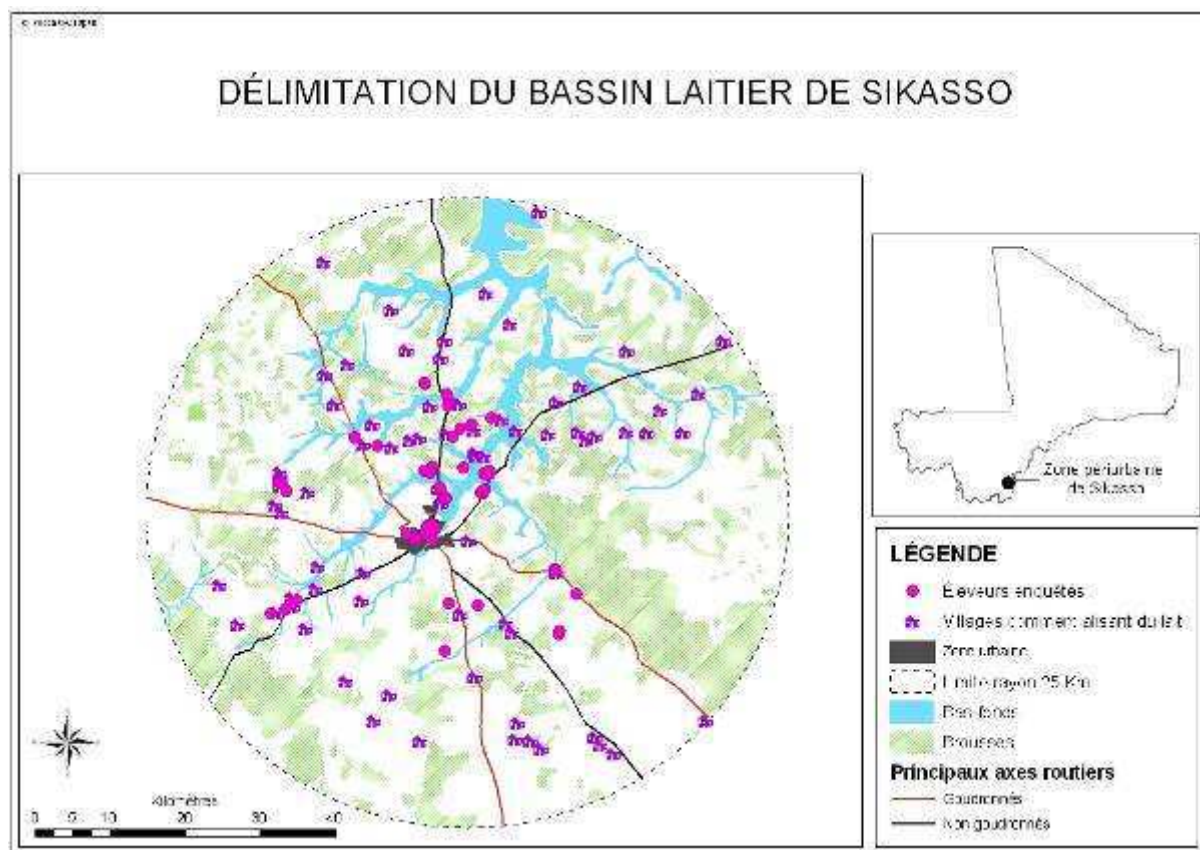 DÉLIMITATION DU BASSIN LAITIER DE SIKASSO
Zone périurbaine
de Sikasso
LÉGENDE
Éleveurs enquêtés
Villages commercialisant du lait
Zone urbaine
Limite rayon 25 Km
Bas-fonds
Brousses
Principaux axes routiers
Goudronnés
Non goudronnés
Kilomètres
0 5 10 20 30 40